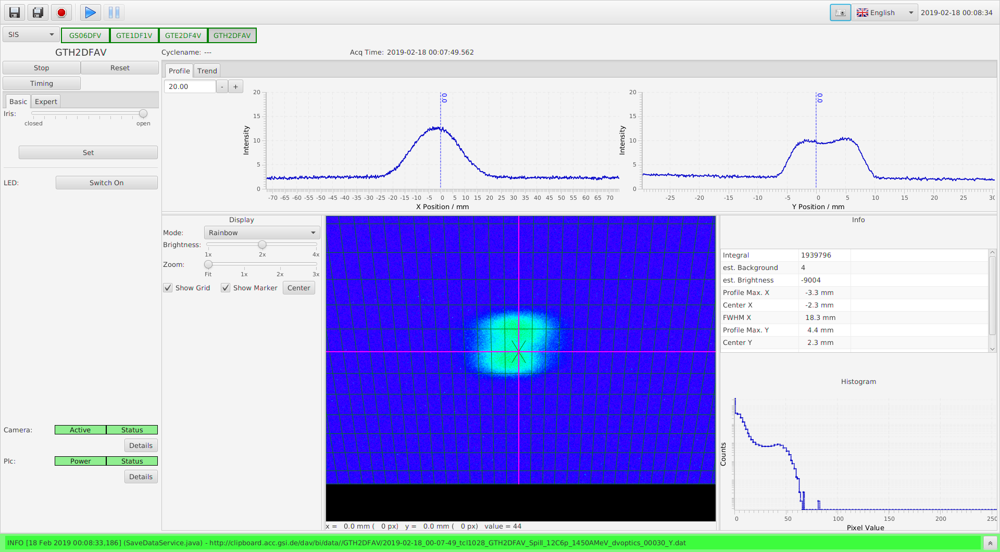 English 2019-02-18 00:08:34
SIS GS06DFV GTE1DF1V GTE2DF4V GTH2DFAV
GTH2DFAV Cyclename: --- Acq Time: 2019-02-18 00:07:49.562
Stop Reset
Timing
Basic Expert
Iris:
closed open
Set
LED: Switch On
Camera: Active Status
Details
Plc: Power Status
Details
Profile Trend
20.00 - +
20
15
10
5
0
Intensity
0.0
-70 -65 -60 -55 -50 -45 -40 -35 -30 -25 -20 -15 -10 -5 0 5 10 15 20 25 30 35 40 45 50 55 60 65 70
X Position / mm
20
15
10
5
0
Intensity
0.0
-25 -20 -15 -10 -5 0 5 10 15 20 25 30
Y Position / mm
Display
Mode: Rainbow
Brightness:
1x 2x 4x
Zoom:
Fit 1x 2x 3x
Show Grid Show Marker Center
x = 0.0 mm ( 0 px) y = 0.0 mm ( 0 px) value = 44
Info
Integral 1939796
est. Background 4
est. Brightness -9004
Profile Max. X -3.3 mm
Center X -2.3 mm
FWHM X 18.3 mm
Profile Max. Y 4.4 mm
Center Y 2.3 mm
Histogram
Counts
0 50 100 150 200 250
Pixel Value
INFO [18 Feb 2019 00:08:33,186] (SaveDataService.java) - http://clipboard.acc.gsi.de/dav/bi/data//GTH2DFAV/2019-02-18_00-07-49_tcl1028_GTH2DFAV_Spill_12C6p_1450AMeV_dvoptics_00030_Y.dat